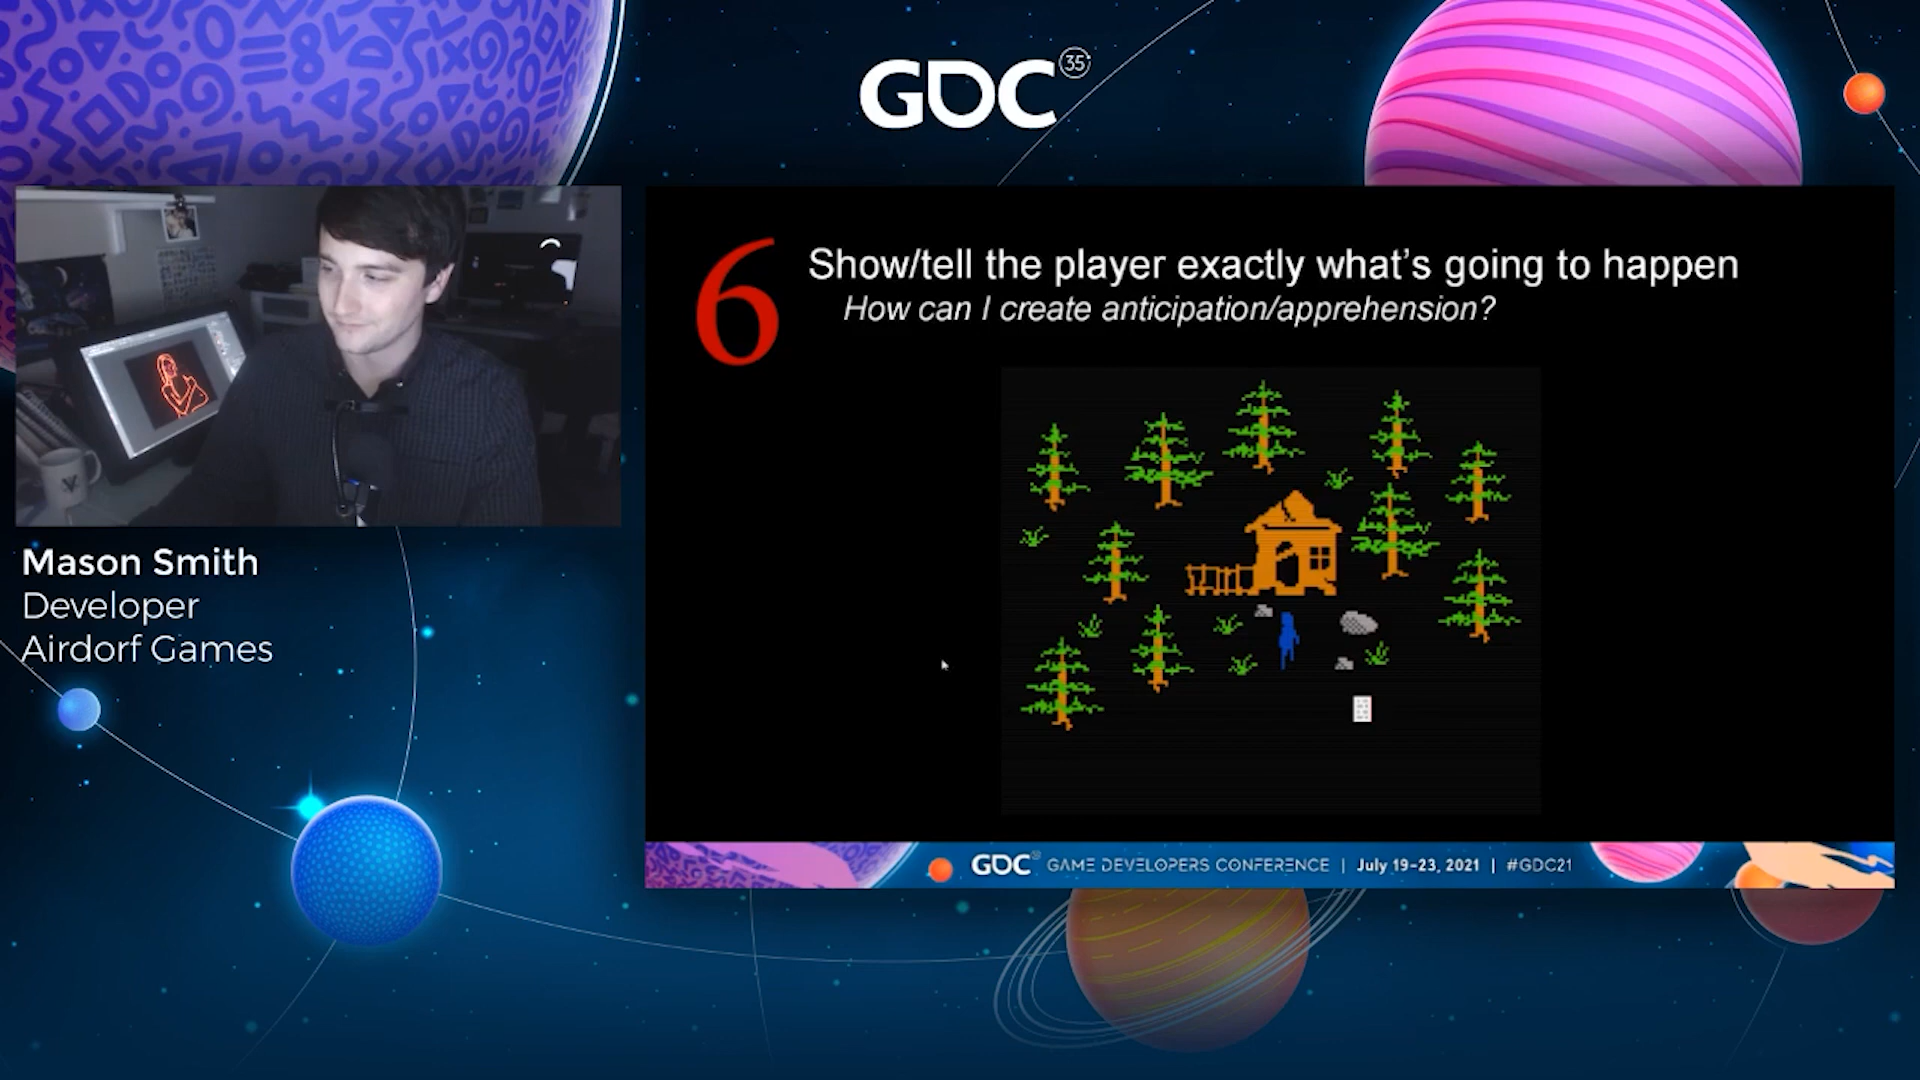 GDC 35
6 Show/tell the player exactly what's going to happen
How can I create anticipation/apprehension?
Mason Smith
Developer
Airdorf Games
GDC 35 GAME DEVELOPERS CONFERENCE | July 19-23, 2021 | #GDC21